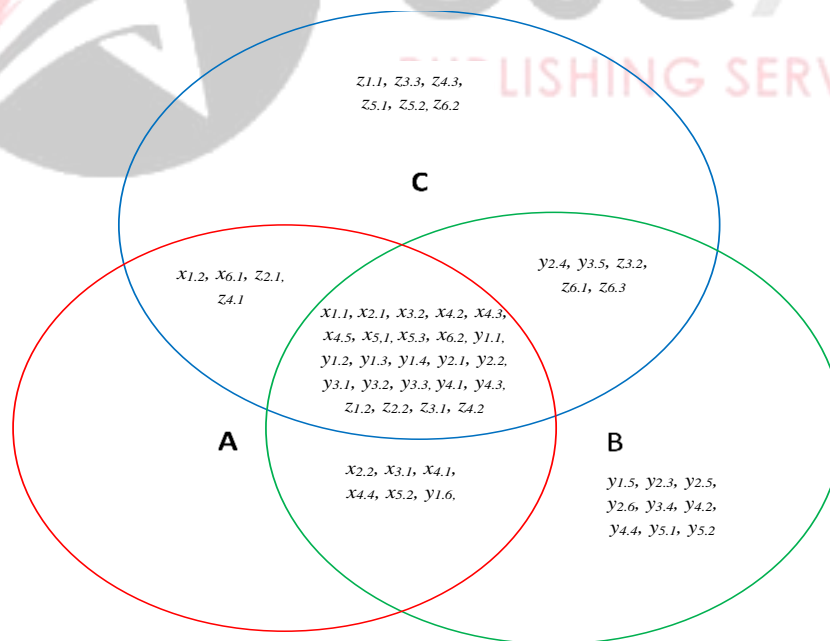 LISHING SERV
z1.1, z3.3, z4.3,
z5.1, z5.2, z6.2
C
x1.2, x6.1, z2.1,
z4.1
y2.4, y3.5, z3.2,
z6.1, z6.3
x1.1, x2.1, x3.2, x4.2, x4.3,
x4.5, x5.1, x5.3, x6.2, y1.1,
y1.2, y1.3, y1.4, y2.1, y2.2,
y3.1, y3.2, y3.3, y4.1, y4.3,
z1.2, z2.2, z3.1, z4.2
A
B
x2.2, x3.1, x4.1,
x4.4, x5.2, y1.6,
y1.5, y2.3, y2.5,
y2.6, y3.4, y4.2,
y4.4, y5.1, y5.2